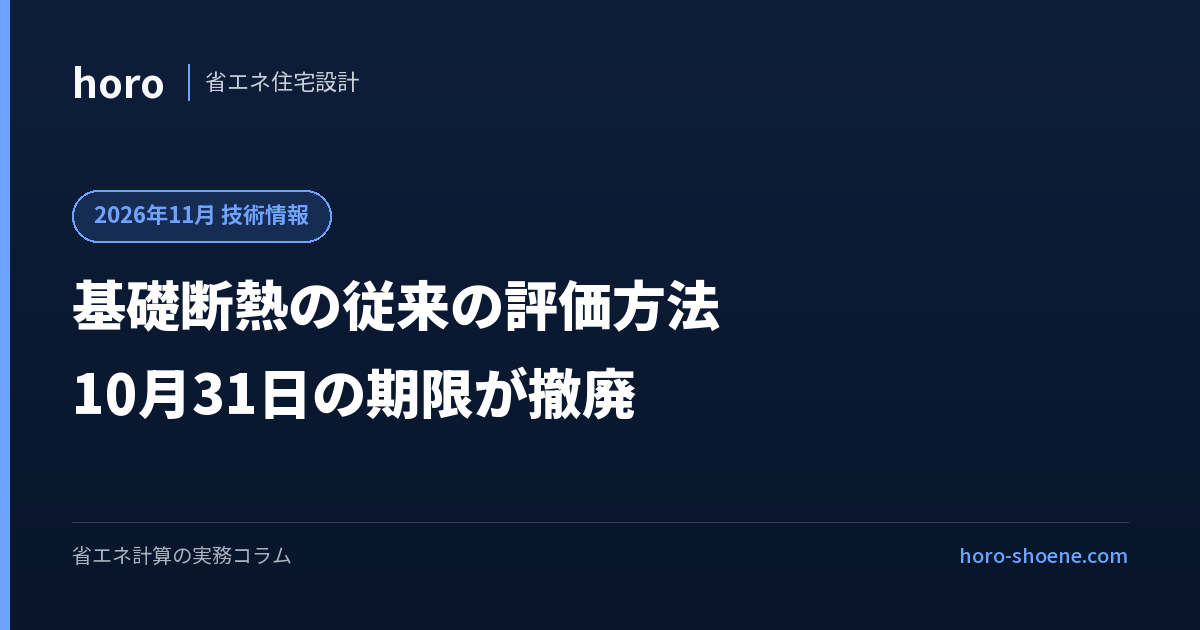 horo
省エネ住宅設計
2026年11月 技術情報
基礎断熱の従来の評価方法
10月31日の期限が撤廃
省エネ計算の実務コラム
horo-shoene.com